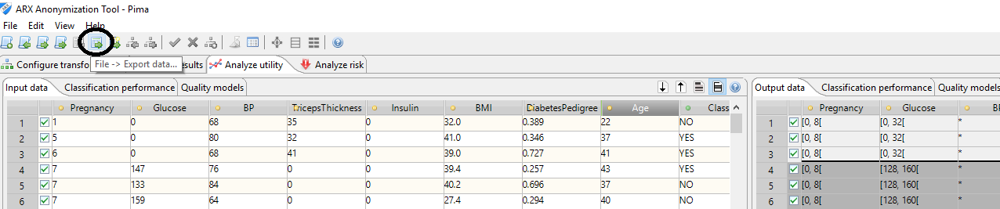 ARX Anonymization Tool - Pima
File Edit View Help
File -> Export data...
Configure transfo sults Analyze utility Analyze risk
Input data Classification performance Quality models Output data Classification performance Quality models
Pregnancy Glucose BP TricepsThickness Insulin BMI DiabetesPedigree Age Class Pregnancy Glucose
1 1 0 68 35 0 32.0 0.389 22 NO 1 [0, 8[ [0, 32[ *
2 5 0 80 32 0 41.0 0.346 37 YES 2 [0, 8[ [0, 32[ *
3 6 0 68 41 0 39.0 0.727 41 YES 3 [0, 8[ [0, 32[ *
4 7 147 76 0 0 39.4 0.257 43 YES 4 [0, 8[ [128, 160[ *
5 7 133 84 0 0 40.2 0.696 37 NO 5 [0, 8[ [128, 160[ *
6 7 159 64 0 0 27.4 0.294 40 NO 6 [0, 8[ [128, 160[ *